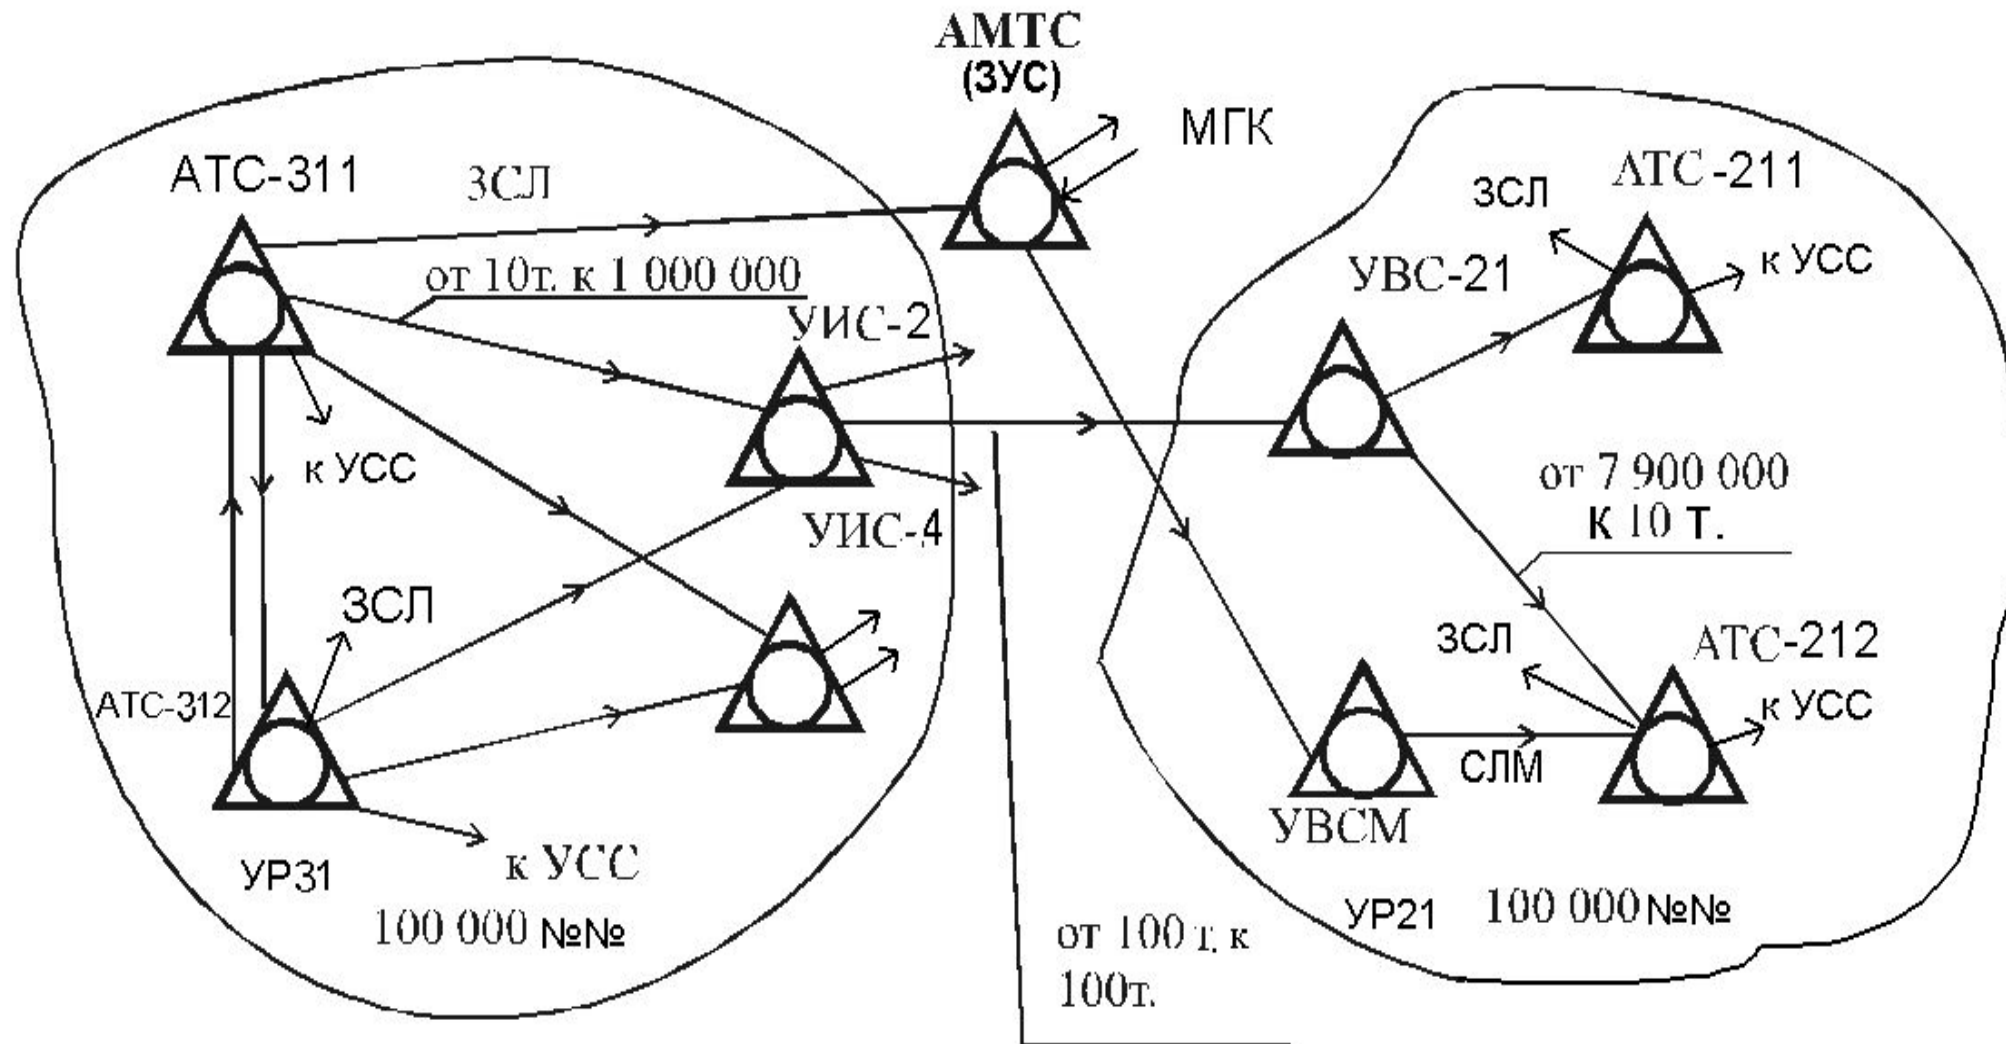 АМТС
(ЗУС)
МГК
АТС-311
ЗСЛ
АТС -211
ЗСЛ
УВС-21
к УСС
от 10т. к 1 000 000
УИС-2
к УСС
от 7 900 000
К 10 Т.
УИС-4
ЗСЛ
ЗСЛ
АТС-212
АТС-312
к УСС
СЛМ
УВСМ
УР31
к УСС
100 000 №№
УР21
100 000 №№
от 100 т, к
100т.